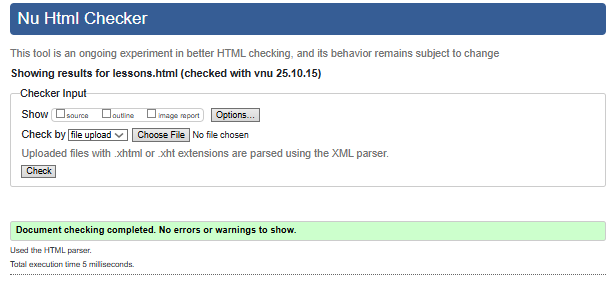 Nu Html Checker
This tool is an ongoing experiment in better HTML checking, and its behavior remains subject to change
Showing results for lessons.html (checked with vnu 25.10.15)
Checker Input
Show source outline image report Options...
Check by file upload Choose File No file chosen
Uploaded files with .xhtml or .xht extensions are parsed using the XML parser.
Check
Document checking completed. No errors or warnings to show.
Used the HTML parser.
Total execution time 5 milliseconds.